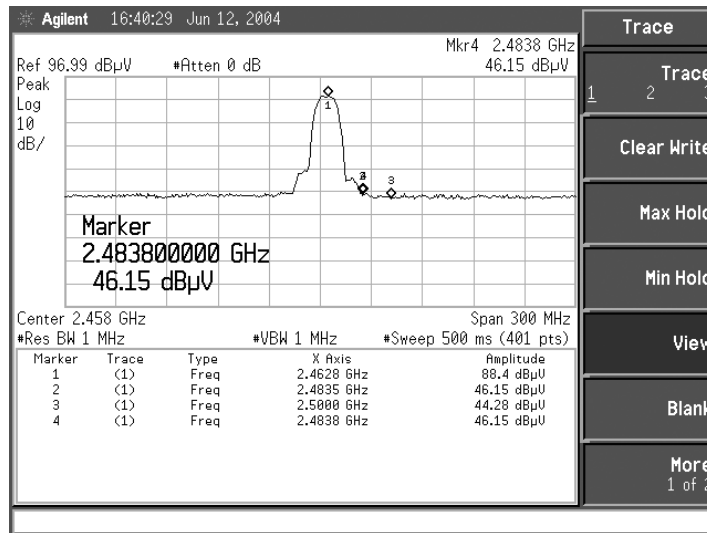 Agilent 16:40:29 Jun 12, 2004
Mkr4 2.4838 GHz
Ref 96.99 dBµV #Atten 0 dB 46.15 dBµV
Peak
Log
10
dB/
1
3
Marker
2.483800000 GHz
46.15 dBµV
Center 2.458 GHz Span 300 MHz
#Res BW 1 MHz #VBW 1 MHz #Sweep 500 ms (401 pts)
Marker Trace Type X Axis Amplitude
1 (1) Freq 2.4628 GHz 88.4 dBµV
2 (1) Freq 2.4835 GHz 46.15 dBµV
3 (1) Freq 2.5000 GHz 44.28 dBµV
4 (1) Freq 2.4838 GHz 46.15 dBµV
Trace
Trace
1 2
Clear Write
Max Hold
Min Hold
View
Blank
More
1 of